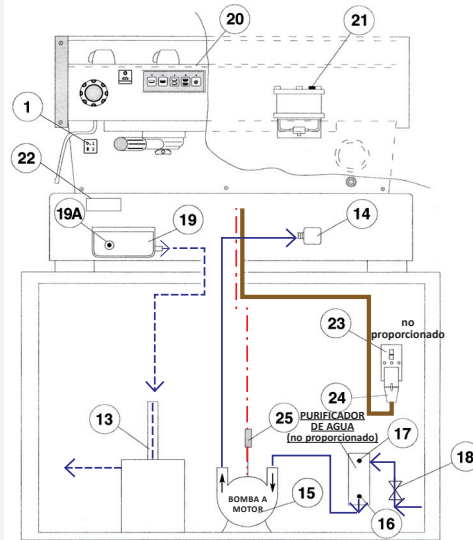 20
21
1
22
19A
19
14
23
no
proporcionado
24
25
PURIFICADOR
DE AGUA
(no proporcionado)
17
13
18
BOMBA A
MOTOR
15
16